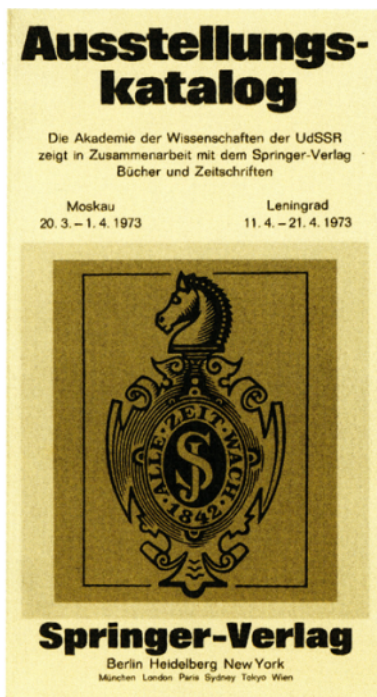 Ausstellungs-
katalog
Die Akademie der Wissenschaften der UdSSR
zeigt in Zusammenarbeit mit dem Springer-Verlag
Bücher und Zeitschriften
Moskau
20. 3. – 1. 4. 1973
Leningrad
11. 4. – 21. 4. 1973
ALLE·ZEIT·WACH
·1842·
JS
Springer-Verlag
Berlin Heidelberg New York
München London Paris Sydney Tokyo Wien